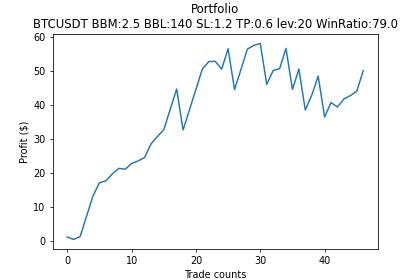 Portfolio
BTCUSDT BBM:2.5 BBL:140 SL:1.2 TP:0.6 lev:20 WinRatio:79.0
60
50
40
30
20
10
0
Profit ($)
0 10 20 30 40
Trade counts